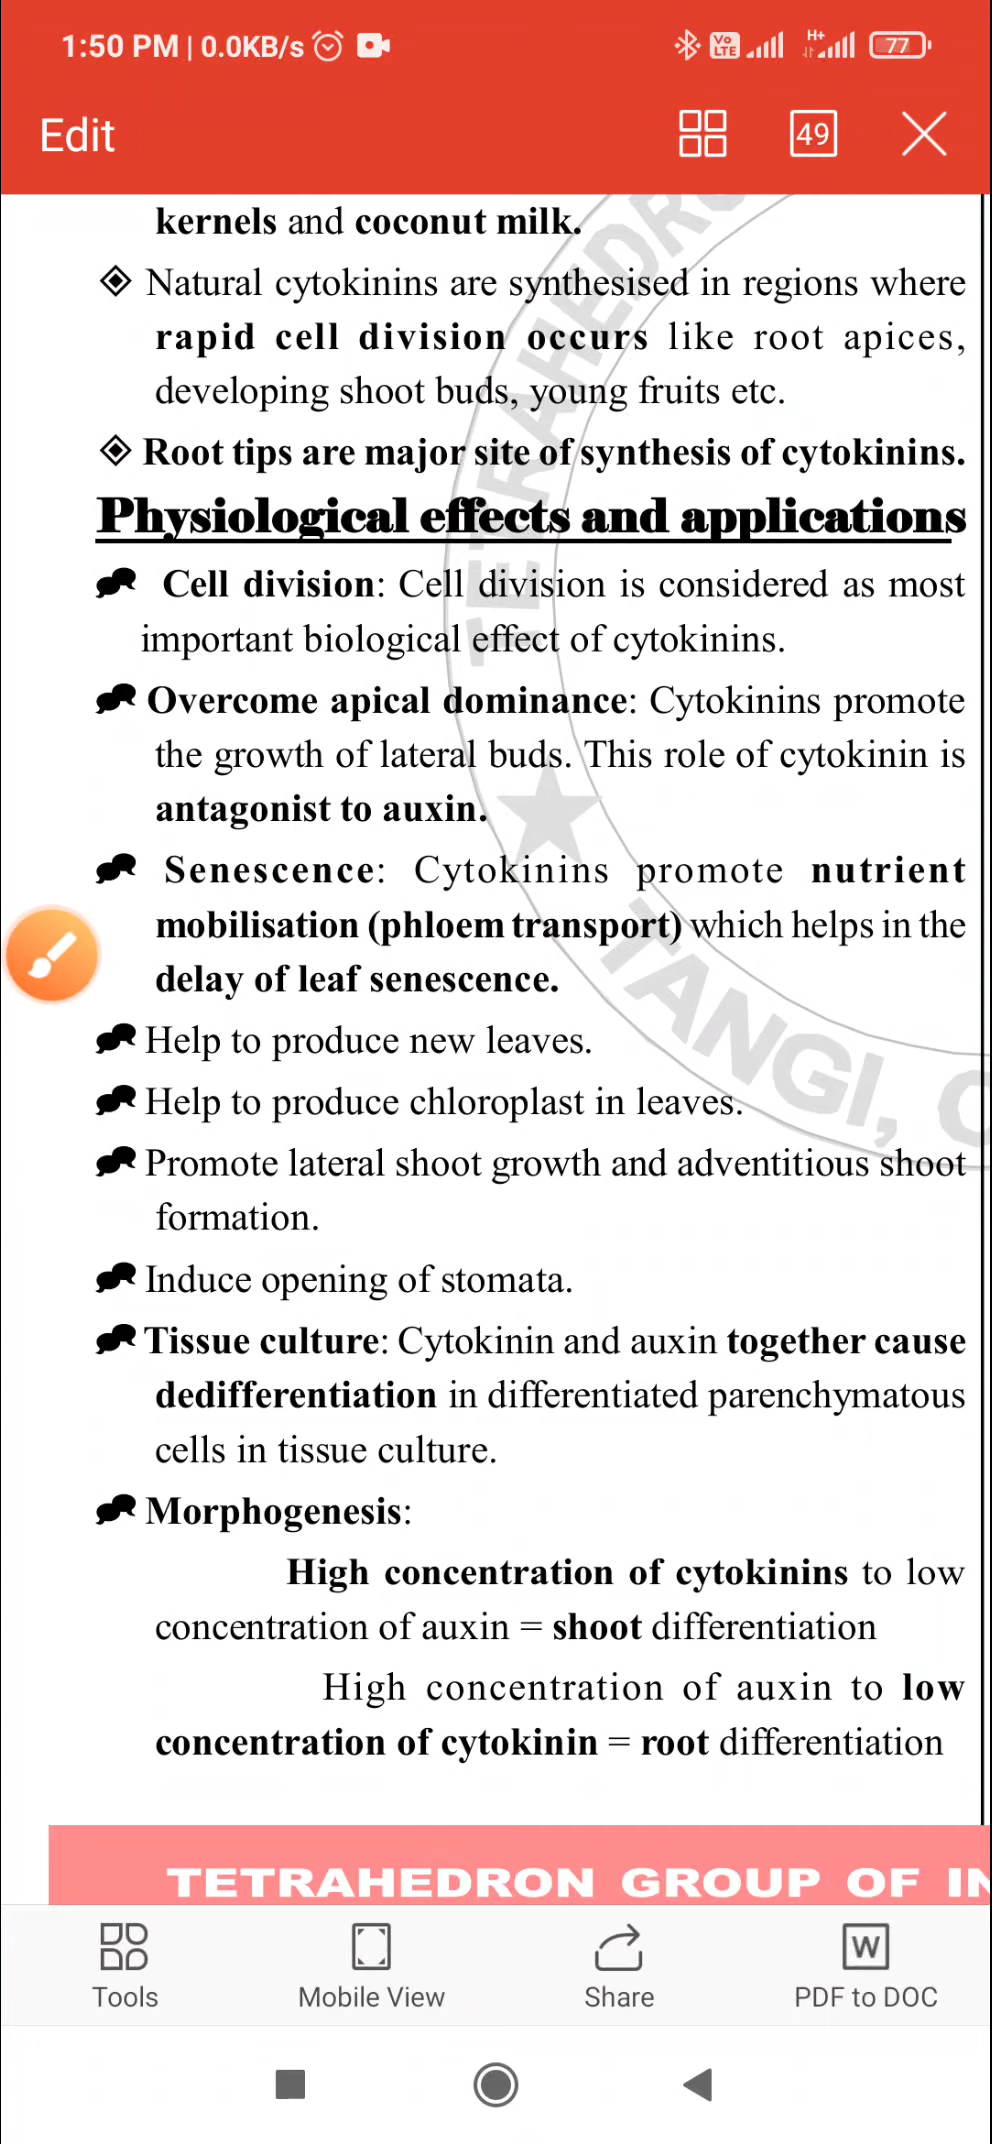 1:50 PM | 0.0KB/s
Vo LTE H+ 77
Edit 49
kernels and coconut milk.
Natural cytokinins are synthesised in regions where
rapid cell division occurs like root apices,
developing shoot buds, young fruits etc.
Root tips are major site of synthesis of cytokinins.
Physiological effects and applications
Cell division: Cell division is considered as most
important biological effect of cytokinins.
Overcome apical dominance: Cytokinins promote
the growth of lateral buds. This role of cytokinin is
antagonist to auxin.
Senescence: Cytokinins promote nutrient
mobilisation (phloem transport) which helps in the
delay of leaf senescence.
Help to produce new leaves.
Help to produce chloroplast in leaves.
Promote lateral shoot growth and adventitious shoot
formation.
Induce opening of stomata.
Tissue culture: Cytokinin and auxin together cause
dedifferentiation in differentiated parenchymatous
cells in tissue culture.
Morphogenesis:
High concentration of cytokinins to low
concentration of auxin = shoot differentiation
High concentration of auxin to low
concentration of cytokinin = root differentiation
TETRAHEDRON GROUP OF IN
TETRAHEDRO
TANGI, C
Tools Mobile View Share W PDF to DOC